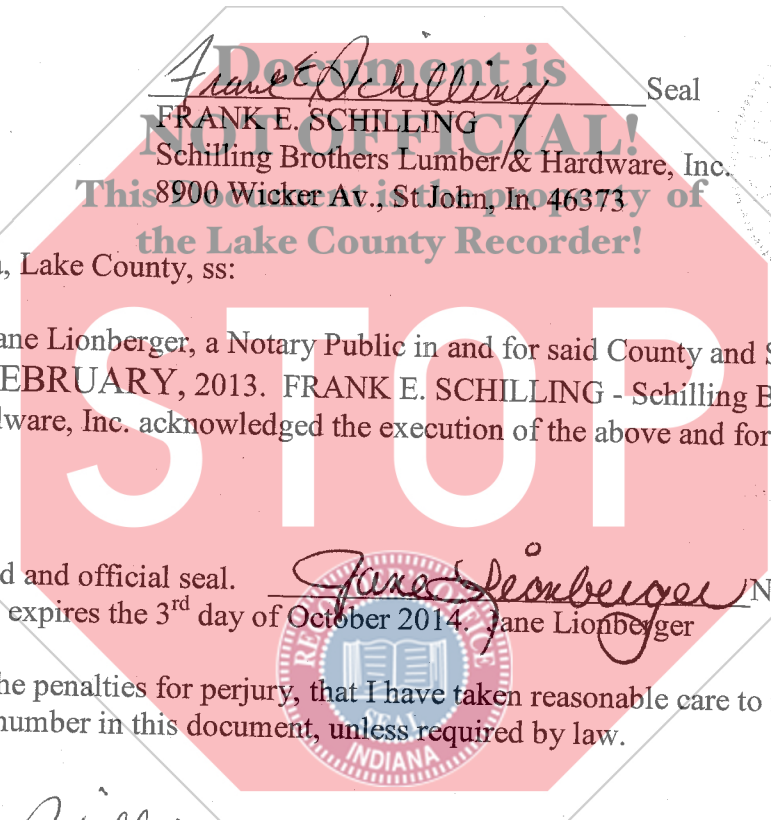 Document is
Frank E Schilling Seal
FRANK E. SCHILLING
NOT OFFICIAL!
Schilling Brothers Lumber & Hardware, Inc.
This Document is the property of
8900 Wicker Av., St John, In. 46373
the Lake County Recorder!
, Lake County, ss:
ane Lionberger, a Notary Public in and for said County and S
EBRUARY, 2013. FRANK E. SCHILLING - Schilling B
ware, Inc. acknowledged the execution of the above and for
STOP
d and official seal. Jane Lionberger N
expires the 3rd day of October 2014. Jane Lionberger
he penalties for perjury, that I have taken reasonable care to
number in this document, unless required by law.
SEAL
INDIANA